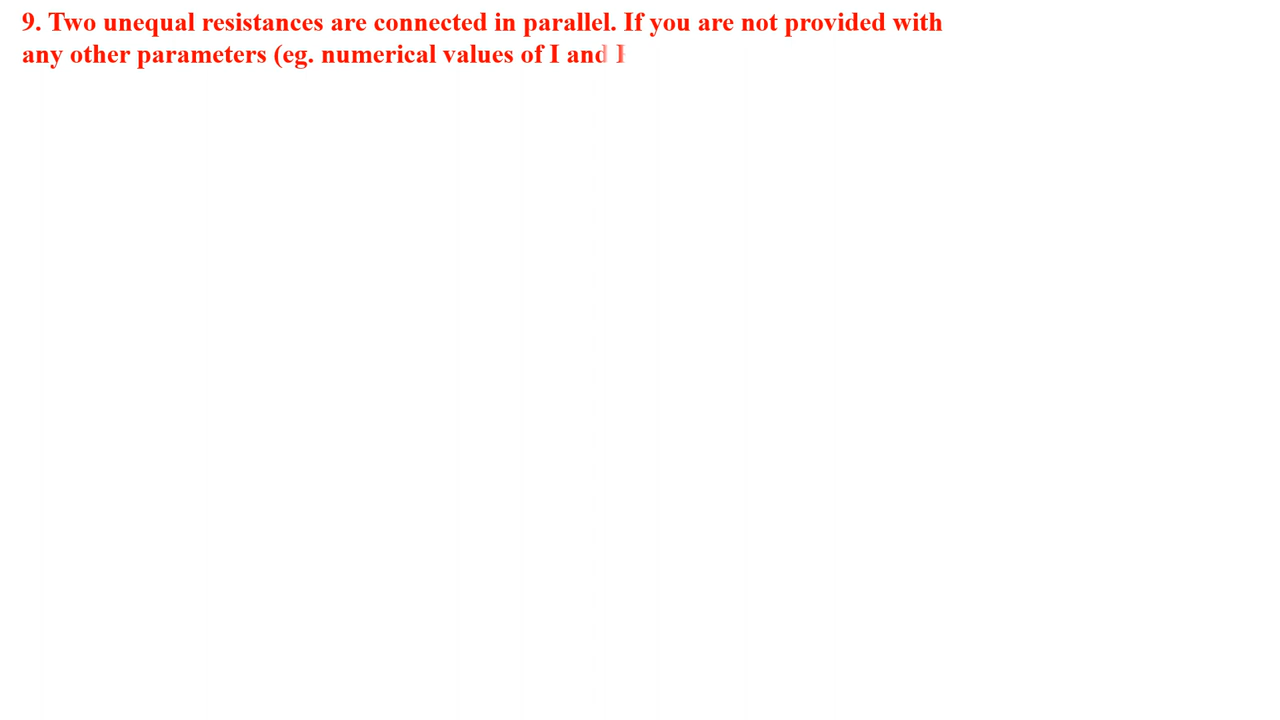 9. Two unequal resistances are connected in parallel. If you are not provided with
any other parameters (eg. numerical values of I and